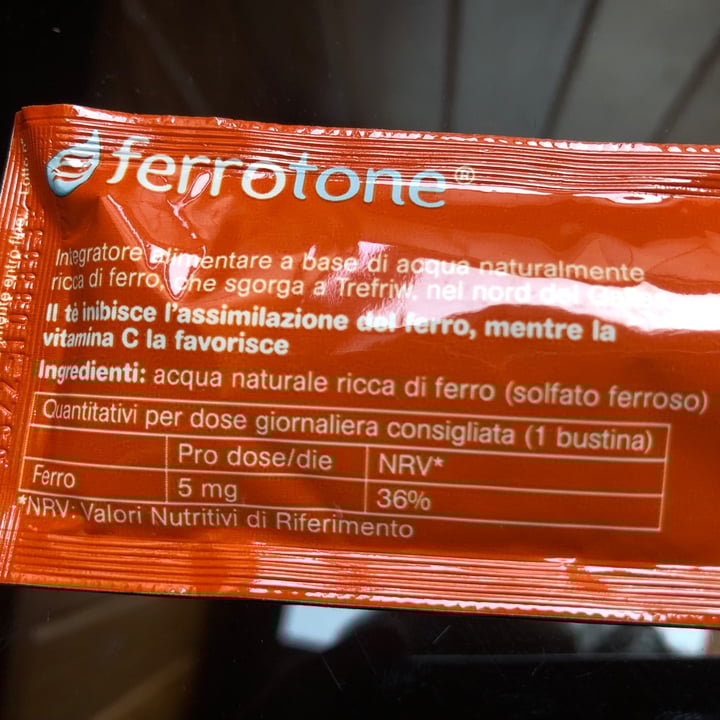 ferrotone®
Integratore alimentare a base di acqua naturalmente
ricca di ferro, che sgorga a Trefriw, nel nord del
Il tè inibisce l'assimilazione del ferro, mentre la
vitamina C la favorisce
Ingredienti: acqua naturale ricca di ferro (solfato ferroso)
Quantitativi per dose giornaliera consigliata (1 bustina)
Pro dose/die NRV*
Ferro 5 mg 36%
*NRV: Valori Nutritivi di Riferimento